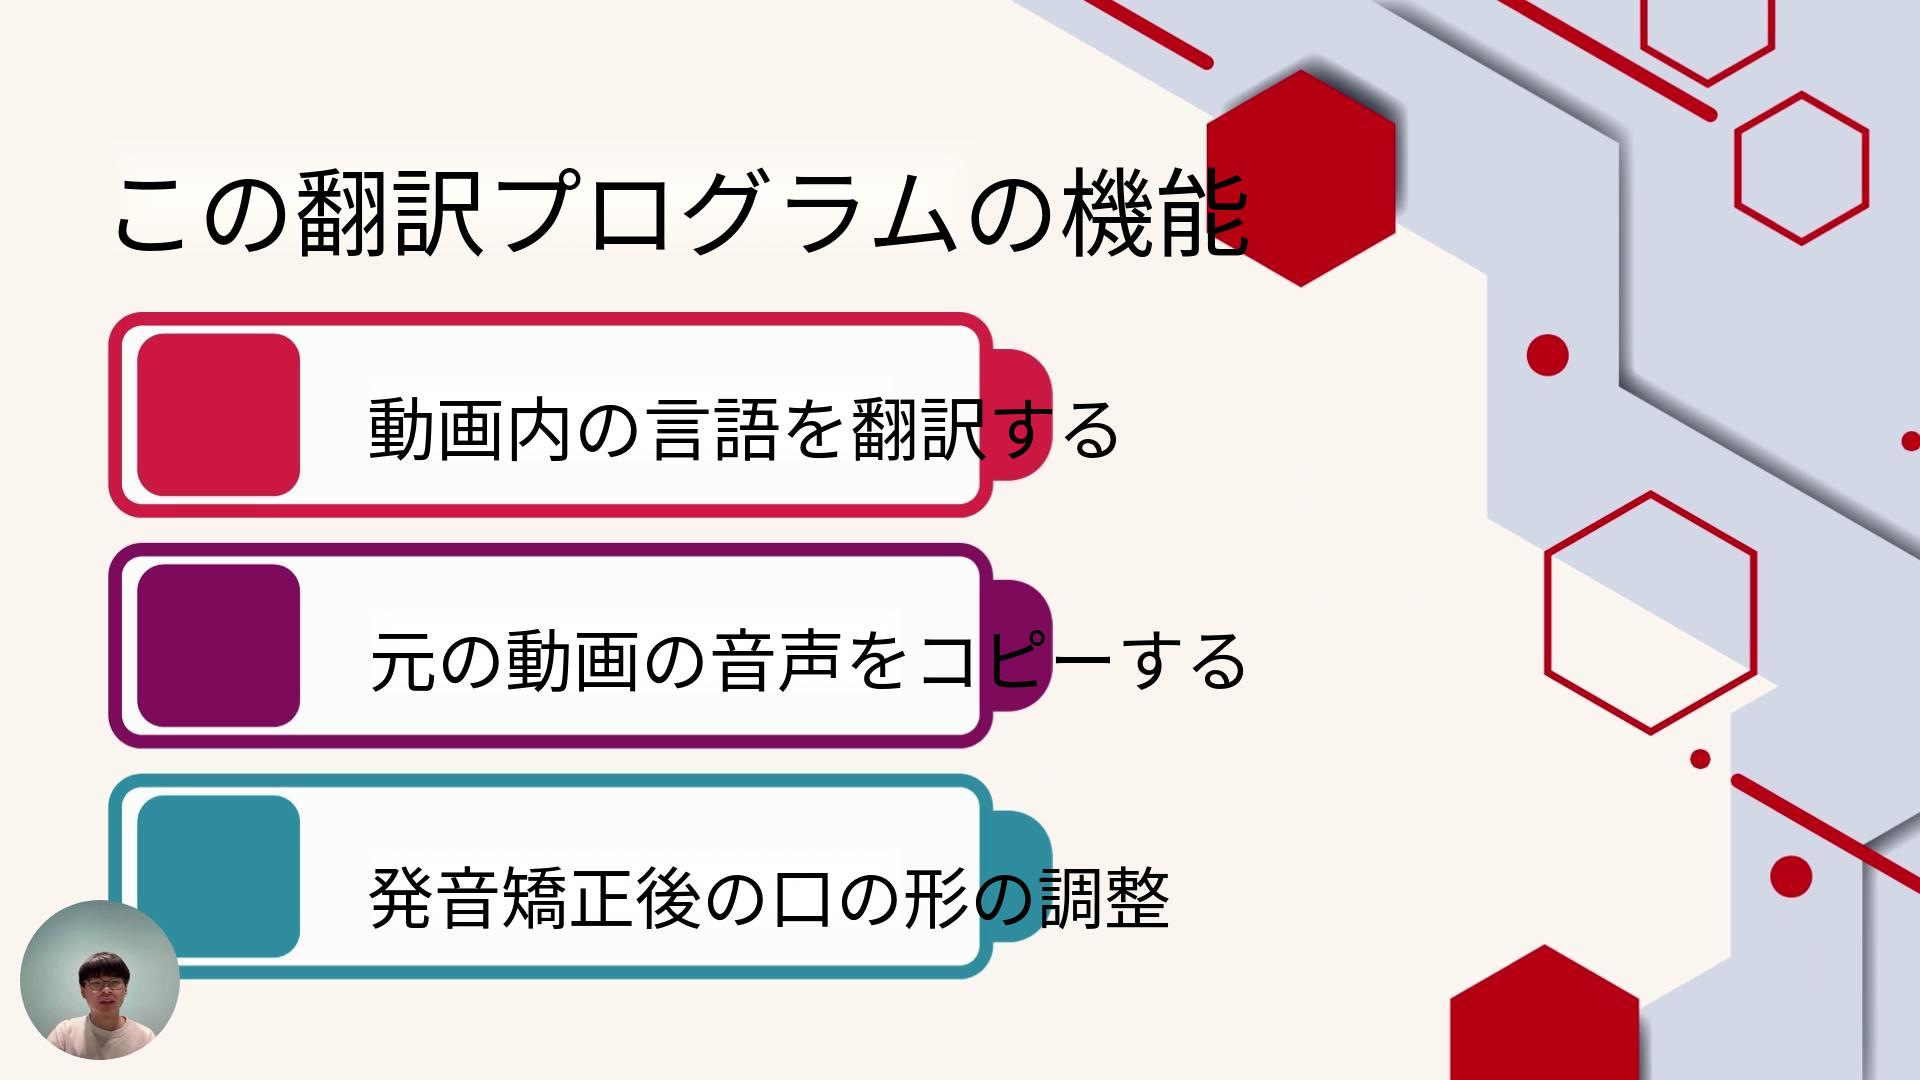 この翻訳プログラムの機能
動画内の言語を翻訳する
元の動画の音声をコピーする
発音矯正後の口の形の調整